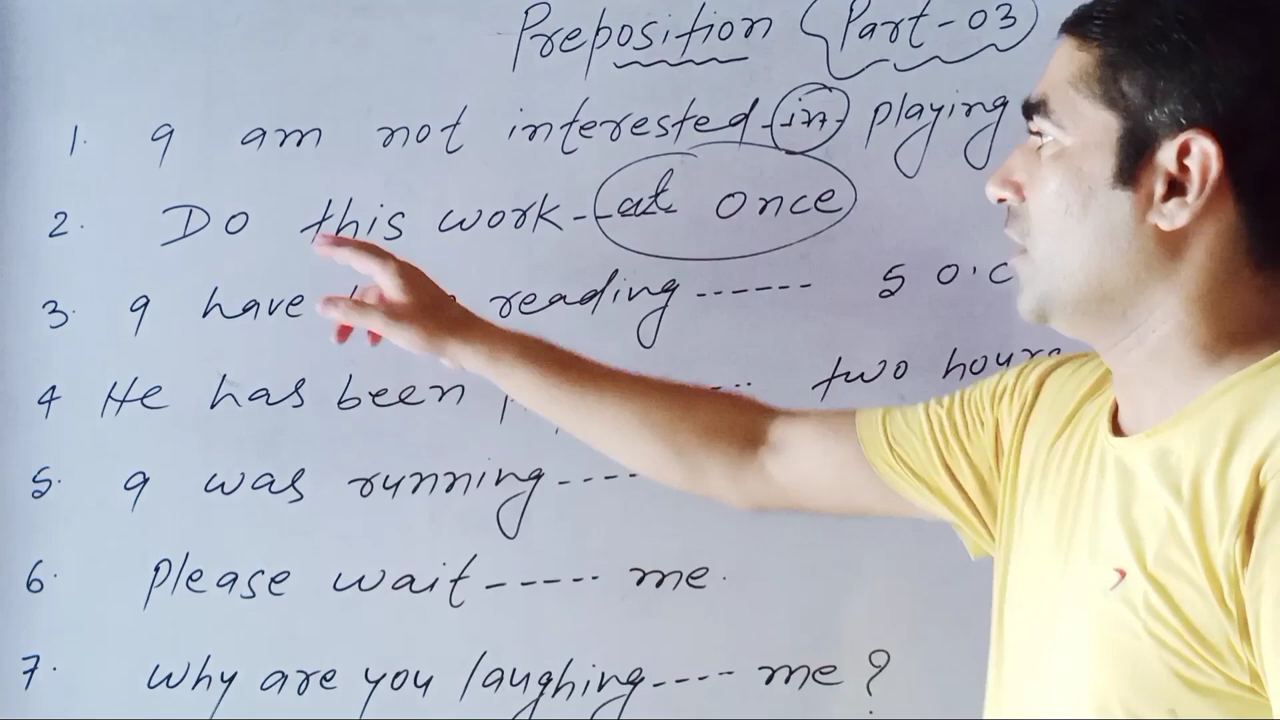 Preposition (Part-03)
1. I am not interested in playing
2. Do this work -- at once
3. I have reading ------ 5 o'c
4 He has been ... two hours
5. I was running ----
6. Please wait ----- me.
7. Why are you laughing ---- me?